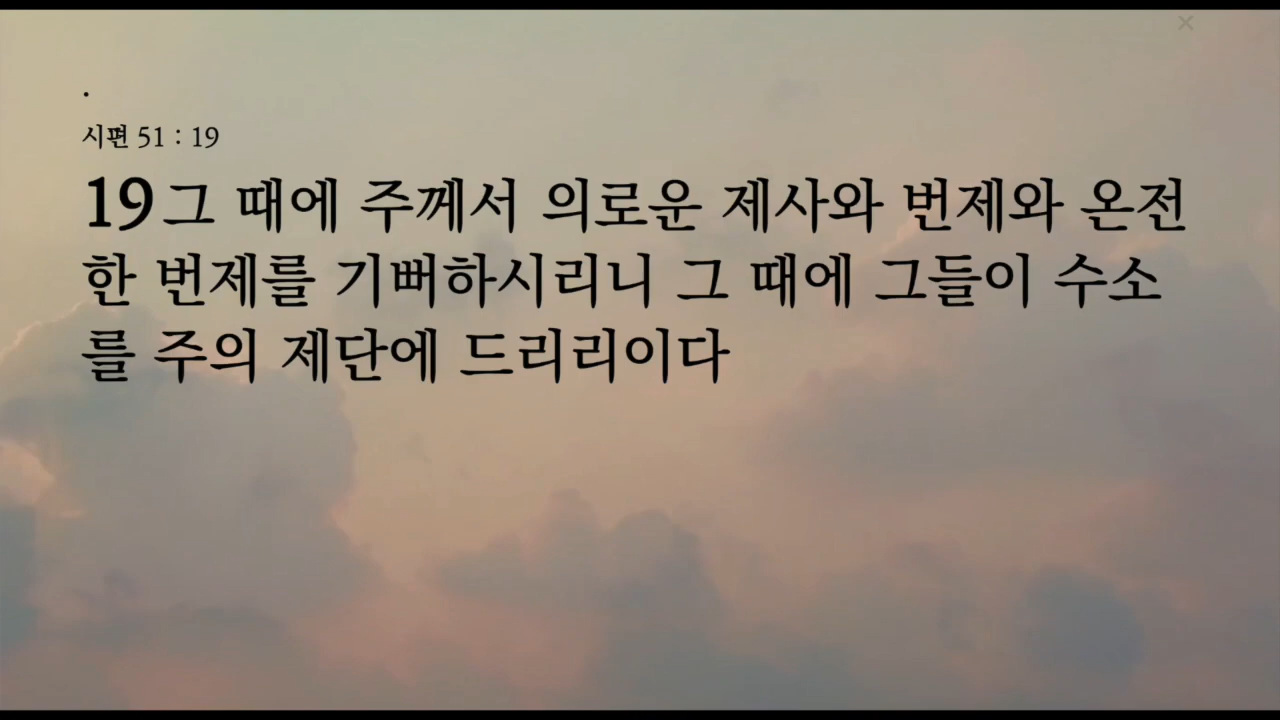 .
시편 51 : 19
19그 때에 주께서 의로운 제사와 번제와 온전
한 번제를 기뻐하시리니 그 때에 그들이 수소
를 주의 제단에 드리리이다